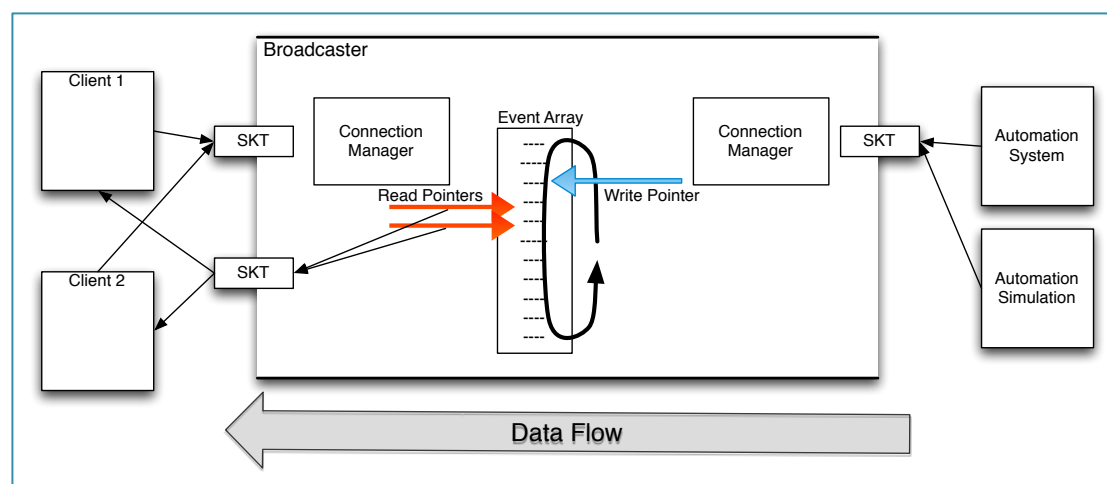 Broadcaster
Client 1
SKT
Connection
Manager
Event Array
Connection
Manager
SKT
Automation
System
Read Pointers
Write Pointer
Client 2
SKT
Automation
Simulation
Data Flow